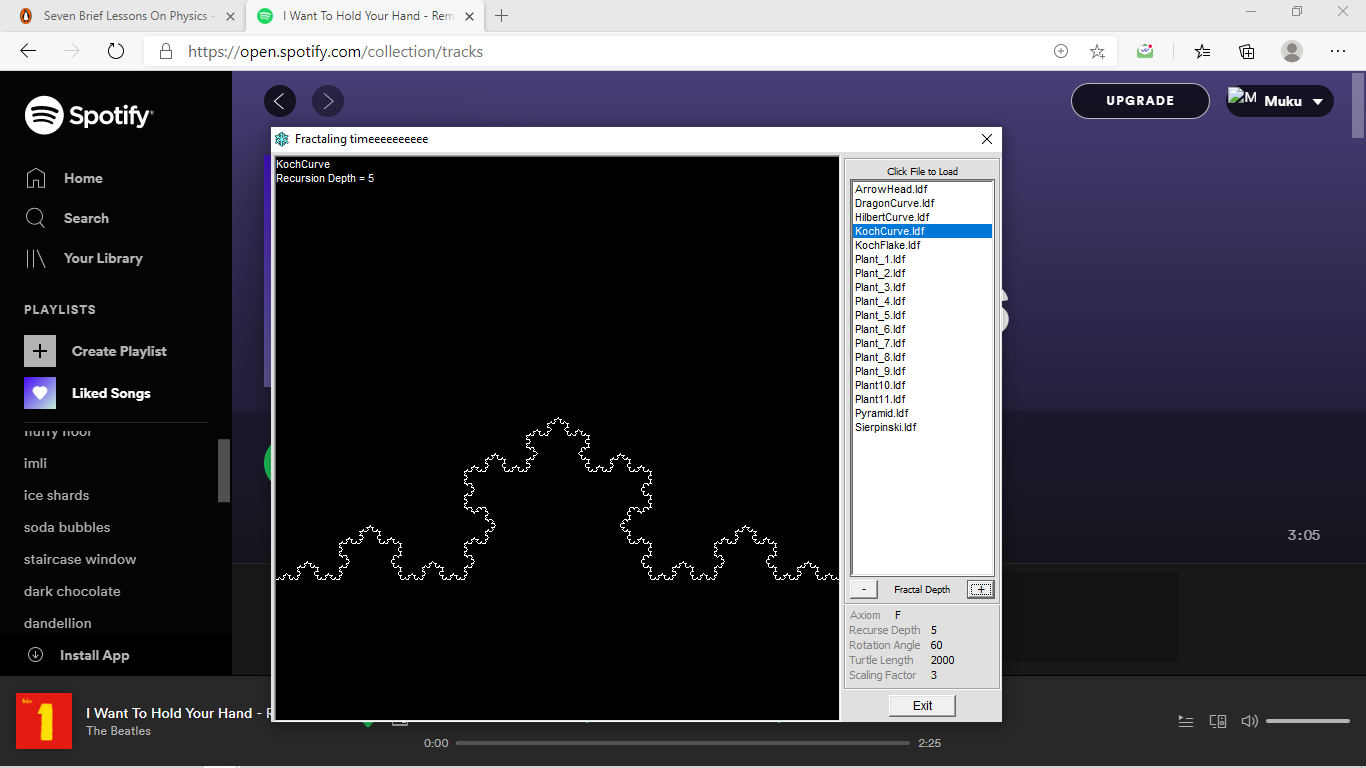 Seven Brief Lessons On Physics -
I Want To Hold Your Hand - Rem
https://open.spotify.com/collection/tracks
Spotify
UPGRADE
M
Muku
Home
Search
Your Library
PLAYLISTS
Create Playlist
Liked Songs
fluffy floor
imli
ice shards
soda bubbles
staircase window
dark chocolate
dandellion
Install App
Fractaling timeeeeeeeeee
KochCurve
Recursion Depth = 5
Click File to Load
ArrowHead.ldf
DragonCurve.ldf
HilbertCurve.ldf
KochCurve.ldf
KochFlake.ldf
Plant_1.ldf
Plant_2.ldf
Plant_3.ldf
Plant_4.ldf
Plant_5.ldf
Plant_6.ldf
Plant_7.ldf
Plant_8.ldf
Plant_9.ldf
Plant10.ldf
Plant11.ldf
Pyramid.ldf
Sierpinski.ldf
- Fractal Depth +
Axiom F
Recurse Depth 5
Rotation Angle 60
Turtle Length 2000
Scaling Factor 3
Exit
s
3:05
1
I Want To Hold Your Hand - R
The Beatles
0:00
2:25